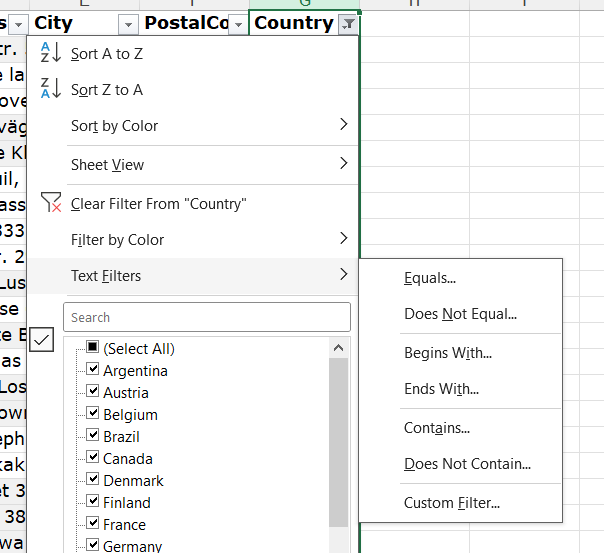 E F G H I
s City PostalCo Country
Sort A to Z
Sort Z to A
Sort by Color
Sheet View
Clear Filter From "Country"
Filter by Color
Text Filters
Search
(Select All)
Argentina
Austria
Belgium
Brazil
Canada
Denmark
Finland
France
Germany
Equals...
Does Not Equal...
Begins With...
Ends With...
Contains...
Does Not Contain...
Custom Filter...
tr.
e la
ove
väg
e Kl
uil,
ass
333
r. 2
Lus
se
te E
as
Los
own
eph
kak
et 3
38